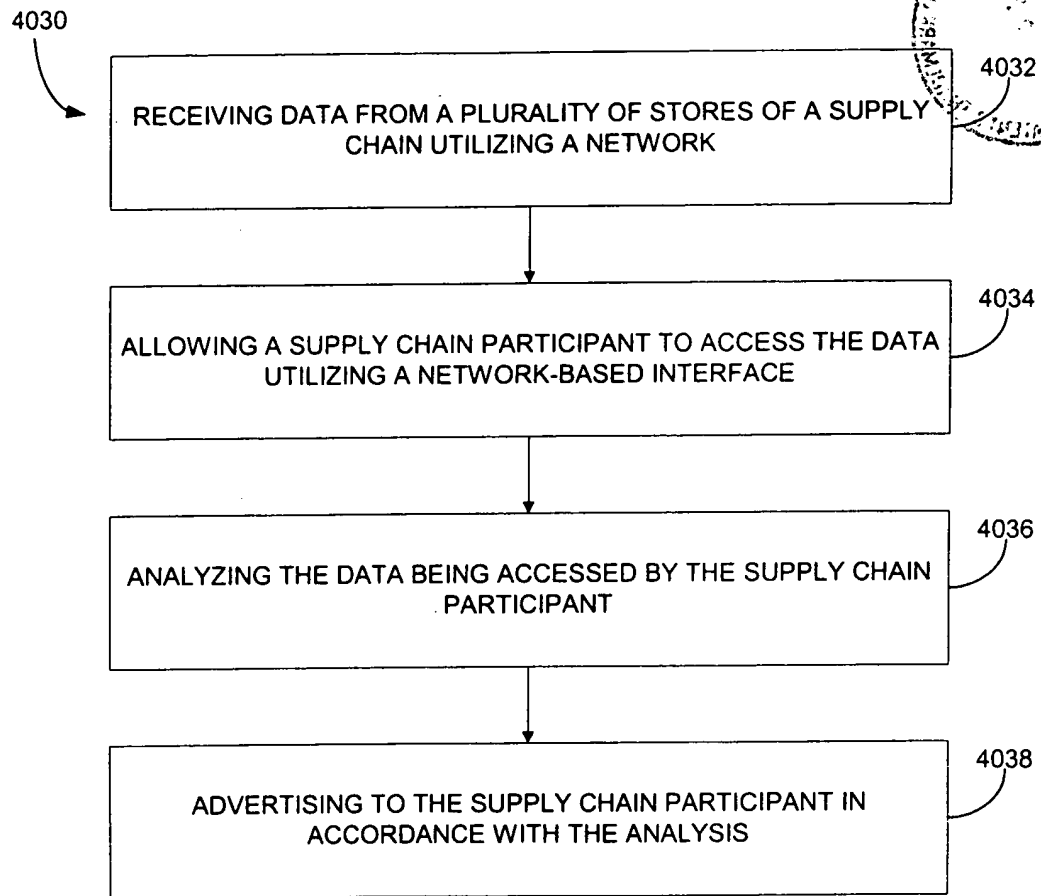 4030
4032
RECEIVING DATA FROM A PLURALITY OF STORES OF A SUPPLY
CHAIN UTILIZING A NETWORK
4034
ALLOWING A SUPPLY CHAIN PARTICIPANT TO ACCESS THE DATA
UTILIZING A NETWORK-BASED INTERFACE
4036
ANALYZING THE DATA BEING ACCESSED BY THE SUPPLY CHAIN
PARTICIPANT
4038
ADVERTISING TO THE SUPPLY CHAIN PARTICIPANT IN
ACCORDANCE WITH THE ANALYSIS